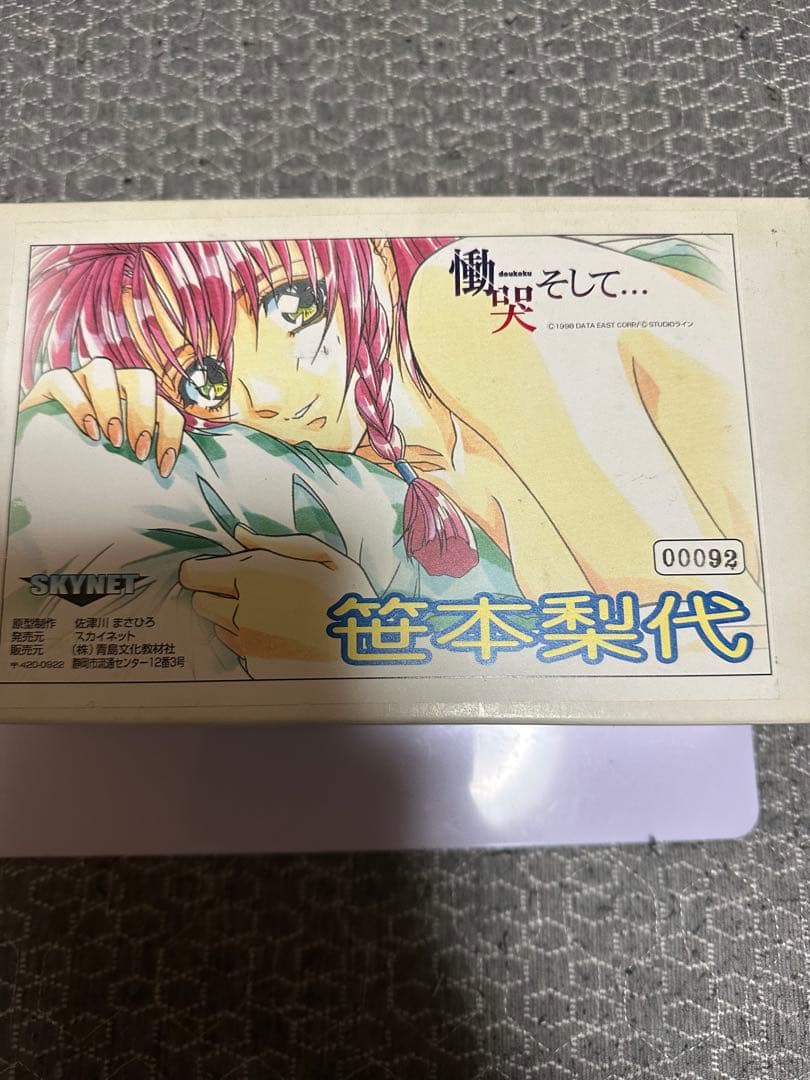 慟哭そして…
doukoku
©1998 DATA EAST CORP/©STUDIOライン
00092
SKYNET
笹本梨代
原型制作 佐津川 まさひろ
発売元 スカイネット
販売元 (株)青島文化教材社
〒420-0922 静岡市流通センター12番3号